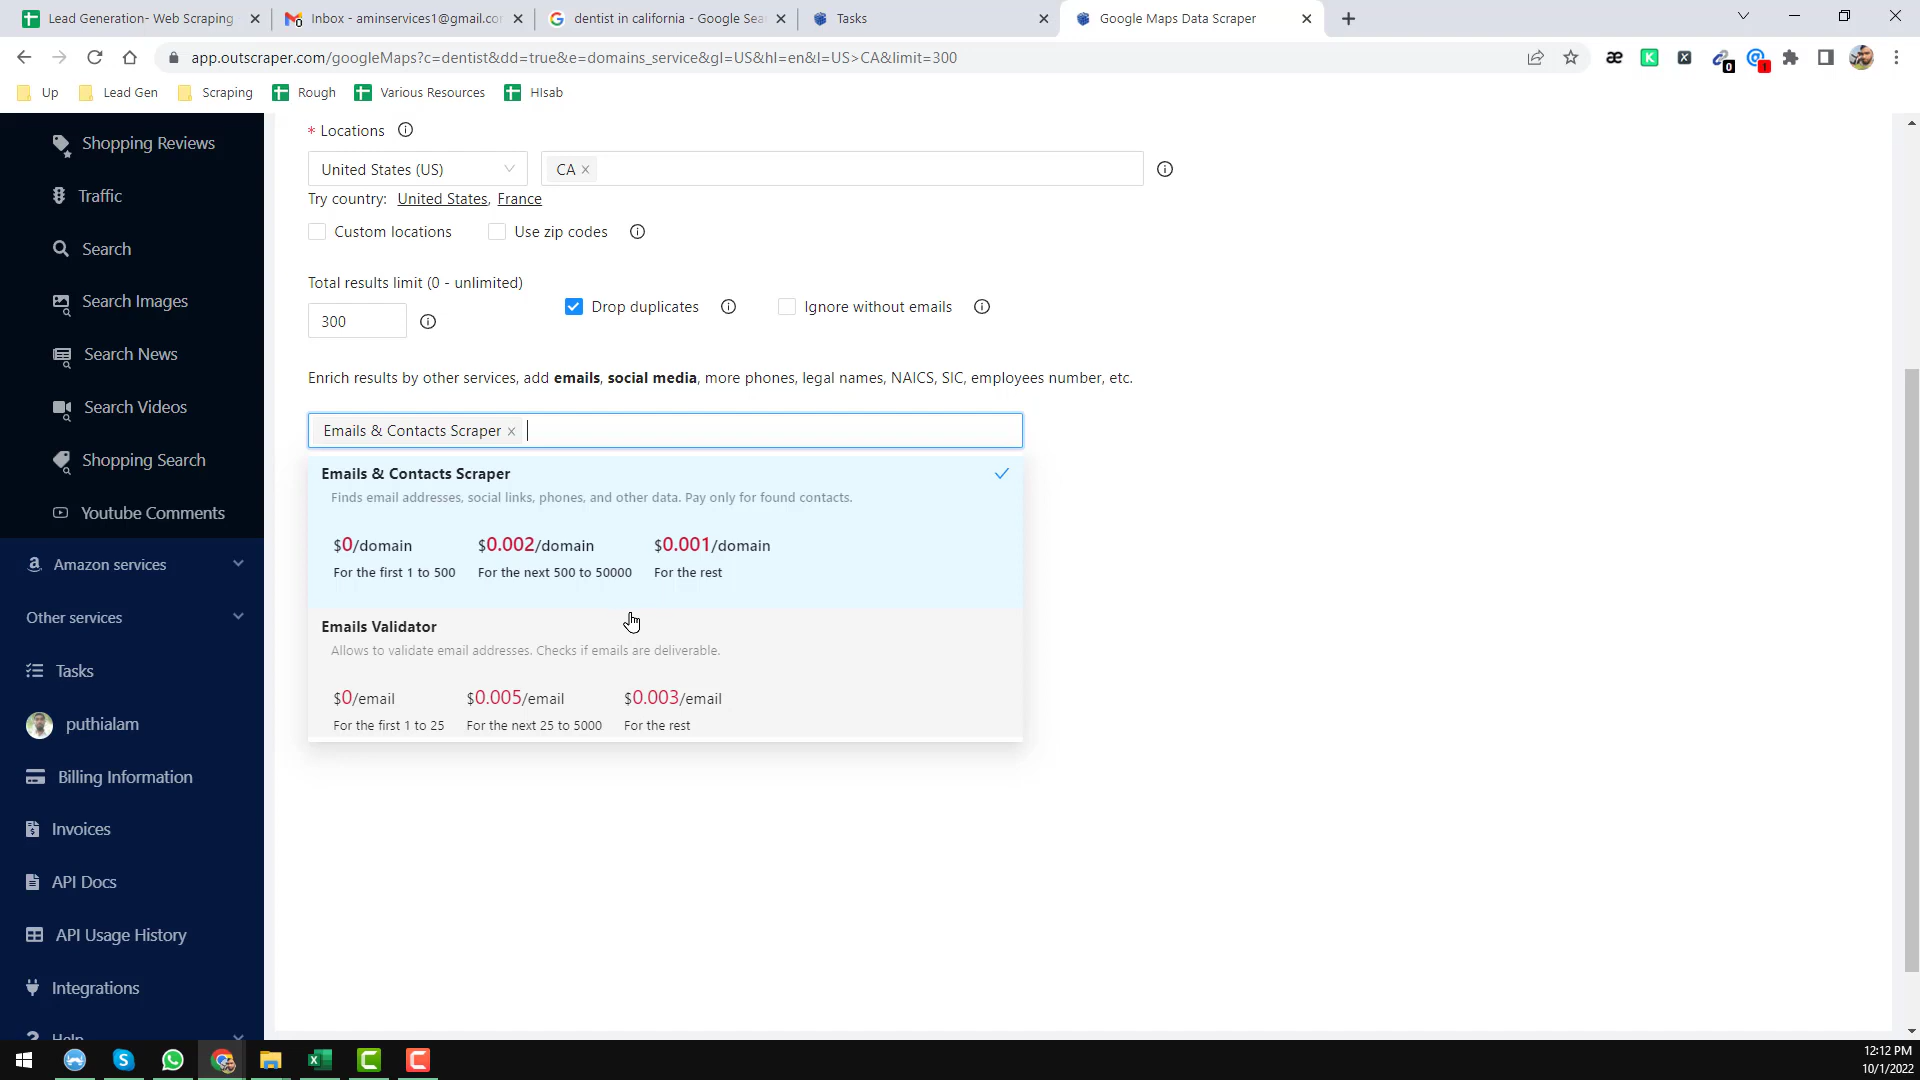 Lead Generation- Web Scraping
Inbox - aminservices1@gmail.co
dentist in california - Google Sea
Tasks
Google Maps Data Scraper
app.outscraper.com/googleMaps?c=dentist&dd=true&e=domains_service&gl=US&hl=en&l=US>CA&limit=300
Up
Lead Gen
Scraping
Rough
Various Resources
HIsab
Shopping Reviews
Traffic
Search
Search Images
Search News
Search Videos
Shopping Search
Youtube Comments
Amazon services
Other services
Tasks
puthialam
Billing Information
Invoices
API Docs
API Usage History
Integrations
Help
* Locations
United States (US)
CA
Try country: United States, France
Custom locations
Use zip codes
Total results limit (0 - unlimited)
300
Drop duplicates
Ignore without emails
Enrich results by other services, add emails, social media, more phones, legal names, NAICS, SIC, employees number, etc.
Emails & Contacts Scraper
Emails & Contacts Scraper
Finds email addresses, social links, phones, and other data. Pay only for found contacts.
$0/domain $0.002/domain $0.001/domain
For the first 1 to 500 For the next 500 to 50000 For the rest
Emails Validator
Allows to validate email addresses. Checks if emails are deliverable.
$0/email $0.005/email $0.003/email
For the first 1 to 25 For the next 25 to 5000 For the rest
12:12 PM
10/1/2022